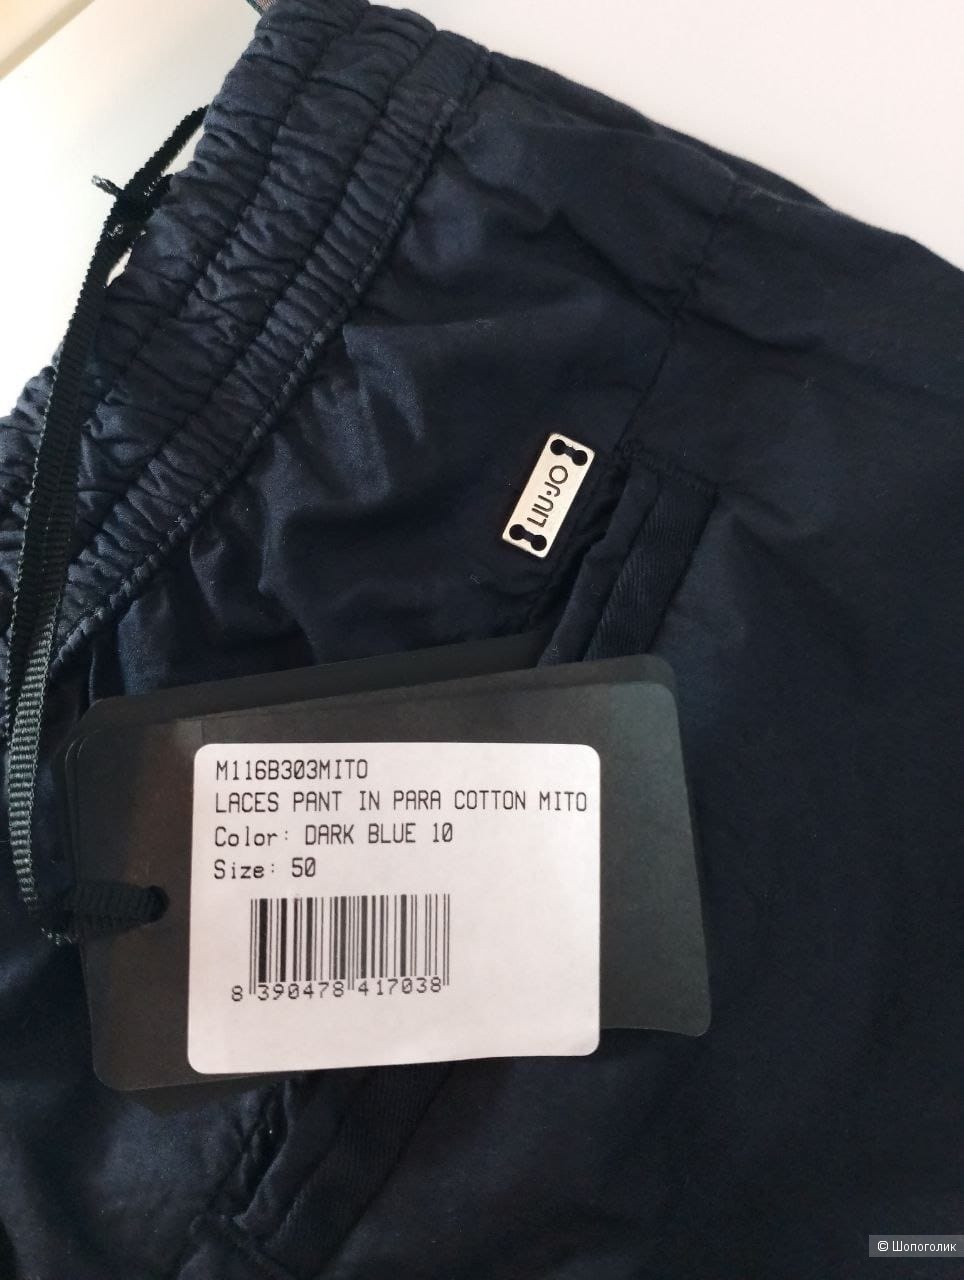 LIU·JO
M116B303MITO
LACES PANT IN PARA COTTON MITO
Color: DARK BLUE 10
Size: 50
8 390478 417038
© Шопоголик